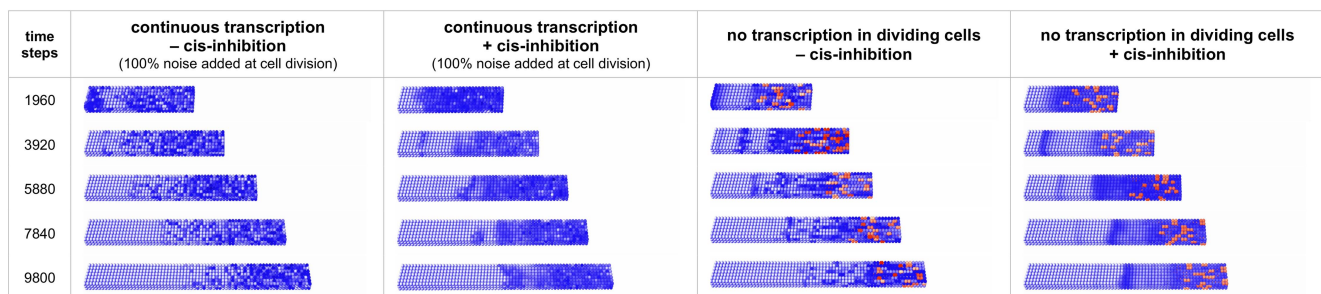 time
steps
continuous transcription
– cis-inhibition
(100% noise added at cell division)
continuous transcription
+ cis-inhibition
(100% noise added at cell division)
no transcription in dividing cells
– cis-inhibition
no transcription in dividing cells
+ cis-inhibition
1960
3920
5880
7840
9800